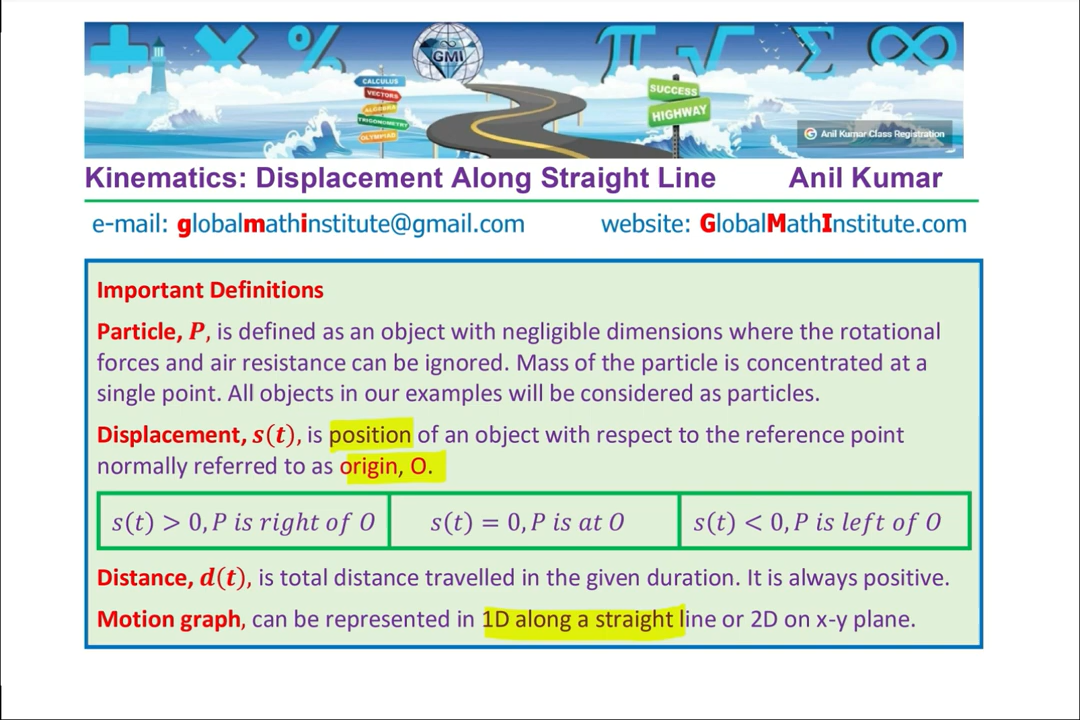 GMI
CALCULUS
VECTORS
ALGEBRA
TRIGONOMETRY
OLYMPIAD
SUCCESS
HIGHWAY
G Anil Kumar Class Registration
Kinematics: Displacement Along Straight Line Anil Kumar
e-mail: globalmathinstitute@gmail.com website: GlobalMathInstitute.com
Important Definitions
Particle, P, is defined as an object with negligible dimensions where the rotational
forces and air resistance can be ignored. Mass of the particle is concentrated at a
single point. All objects in our examples will be considered as particles.
Displacement, s(t), is position of an object with respect to the reference point
normally referred to as origin, O.
s(t) > 0, P is right of O s(t) = 0, P is at O s(t) < 0, P is left of O
Distance, d(t), is total distance travelled in the given duration. It is always positive.
Motion graph, can be represented in 1D along a straight line or 2D on x-y plane.